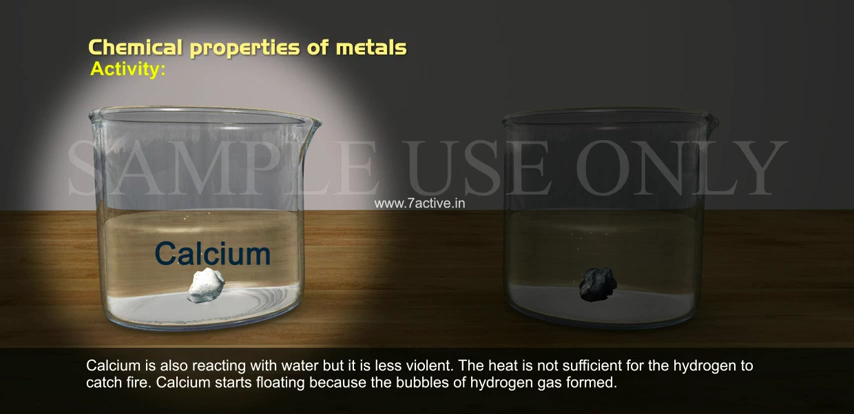 Chemical properties of metals
Activity:
SAMPLE USE ONLY
www.7active.in
Calcium
Calcium is also reacting with water but it is less violent. The heat is not sufficient for the hydrogen to
catch fire. Calcium starts floating because the bubbles of hydrogen gas formed.